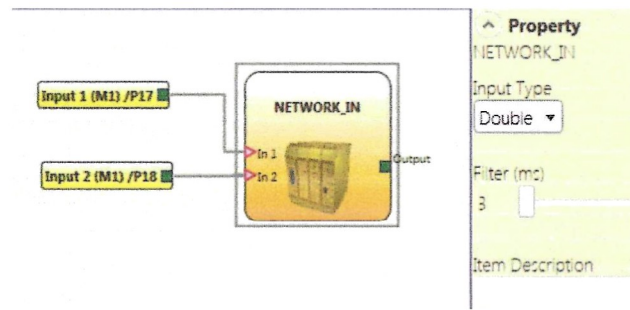 Input 1 (M1) /P17
Input 2 (M1) /P18
NETWORK_IN
In 1
In 2
Output
Property
NETWORK_IN
Input Type
Double
Filter (ms)
3
Item Description